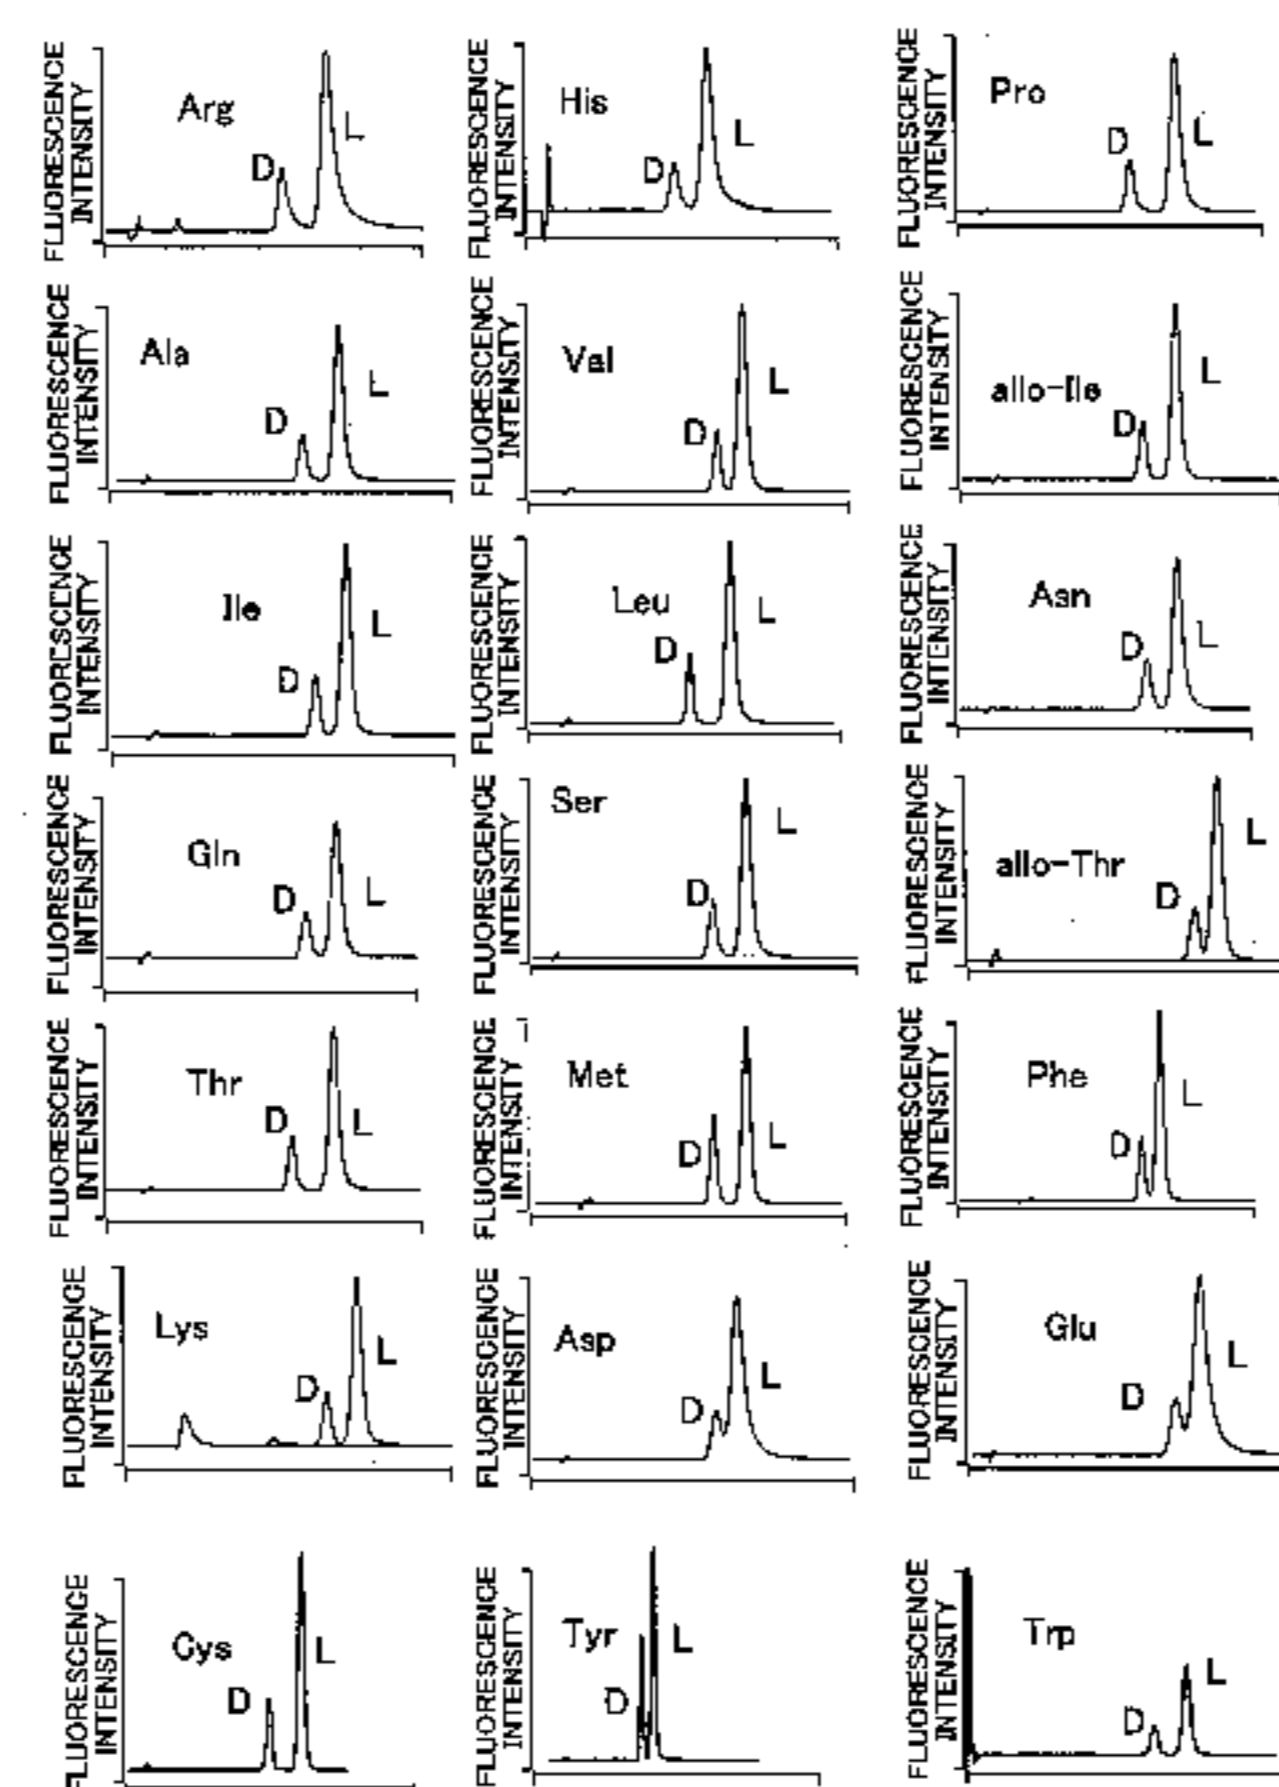 FLUORESCENCE
INTENSITY
Arg
D
L
FLUORESCENCE
INTENSITY
His
D
L
FLUORESCENCE
INTENSITY
Pro
D
L
FLUORESCENCE
INTENSITY
Ala
D
L
FLUORESCENCE
INTENSITY
Val
D
L
FLUORESCENCE
INTENSITY
allo-Ile
D
L
FLUORESCENCE
INTENSITY
Ile
D
L
FLUORESCENCE
INTENSITY
Leu
D
L
FLUORESCENCE
INTENSITY
Asn
D
L
FLUORESCENCE
INTENSITY
Gln
D
L
FLUORESCENCE
INTENSITY
Ser
D
L
FLUORESCENCE
INTENSITY
allo-Thr
D
L
FLUORESCENCE
INTENSITY
Thr
D
L
FLUORESCENCE
INTENSITY
Met
D
L
FLUORESCENCE
INTENSITY
Phe
D
L
FLUORESCENCE
INTENSITY
Lys
D
L
FLUORESCENCE
INTENSITY
Asp
D
L
FLUORESCENCE
INTENSITY
Glu
D
L
FLUORESCENCE
INTENSITY
Cys
D
L
FLUORESCENCE
INTENSITY
Tyr
D
L
FLUORESCENCE
INTENSITY
Trp
D
L